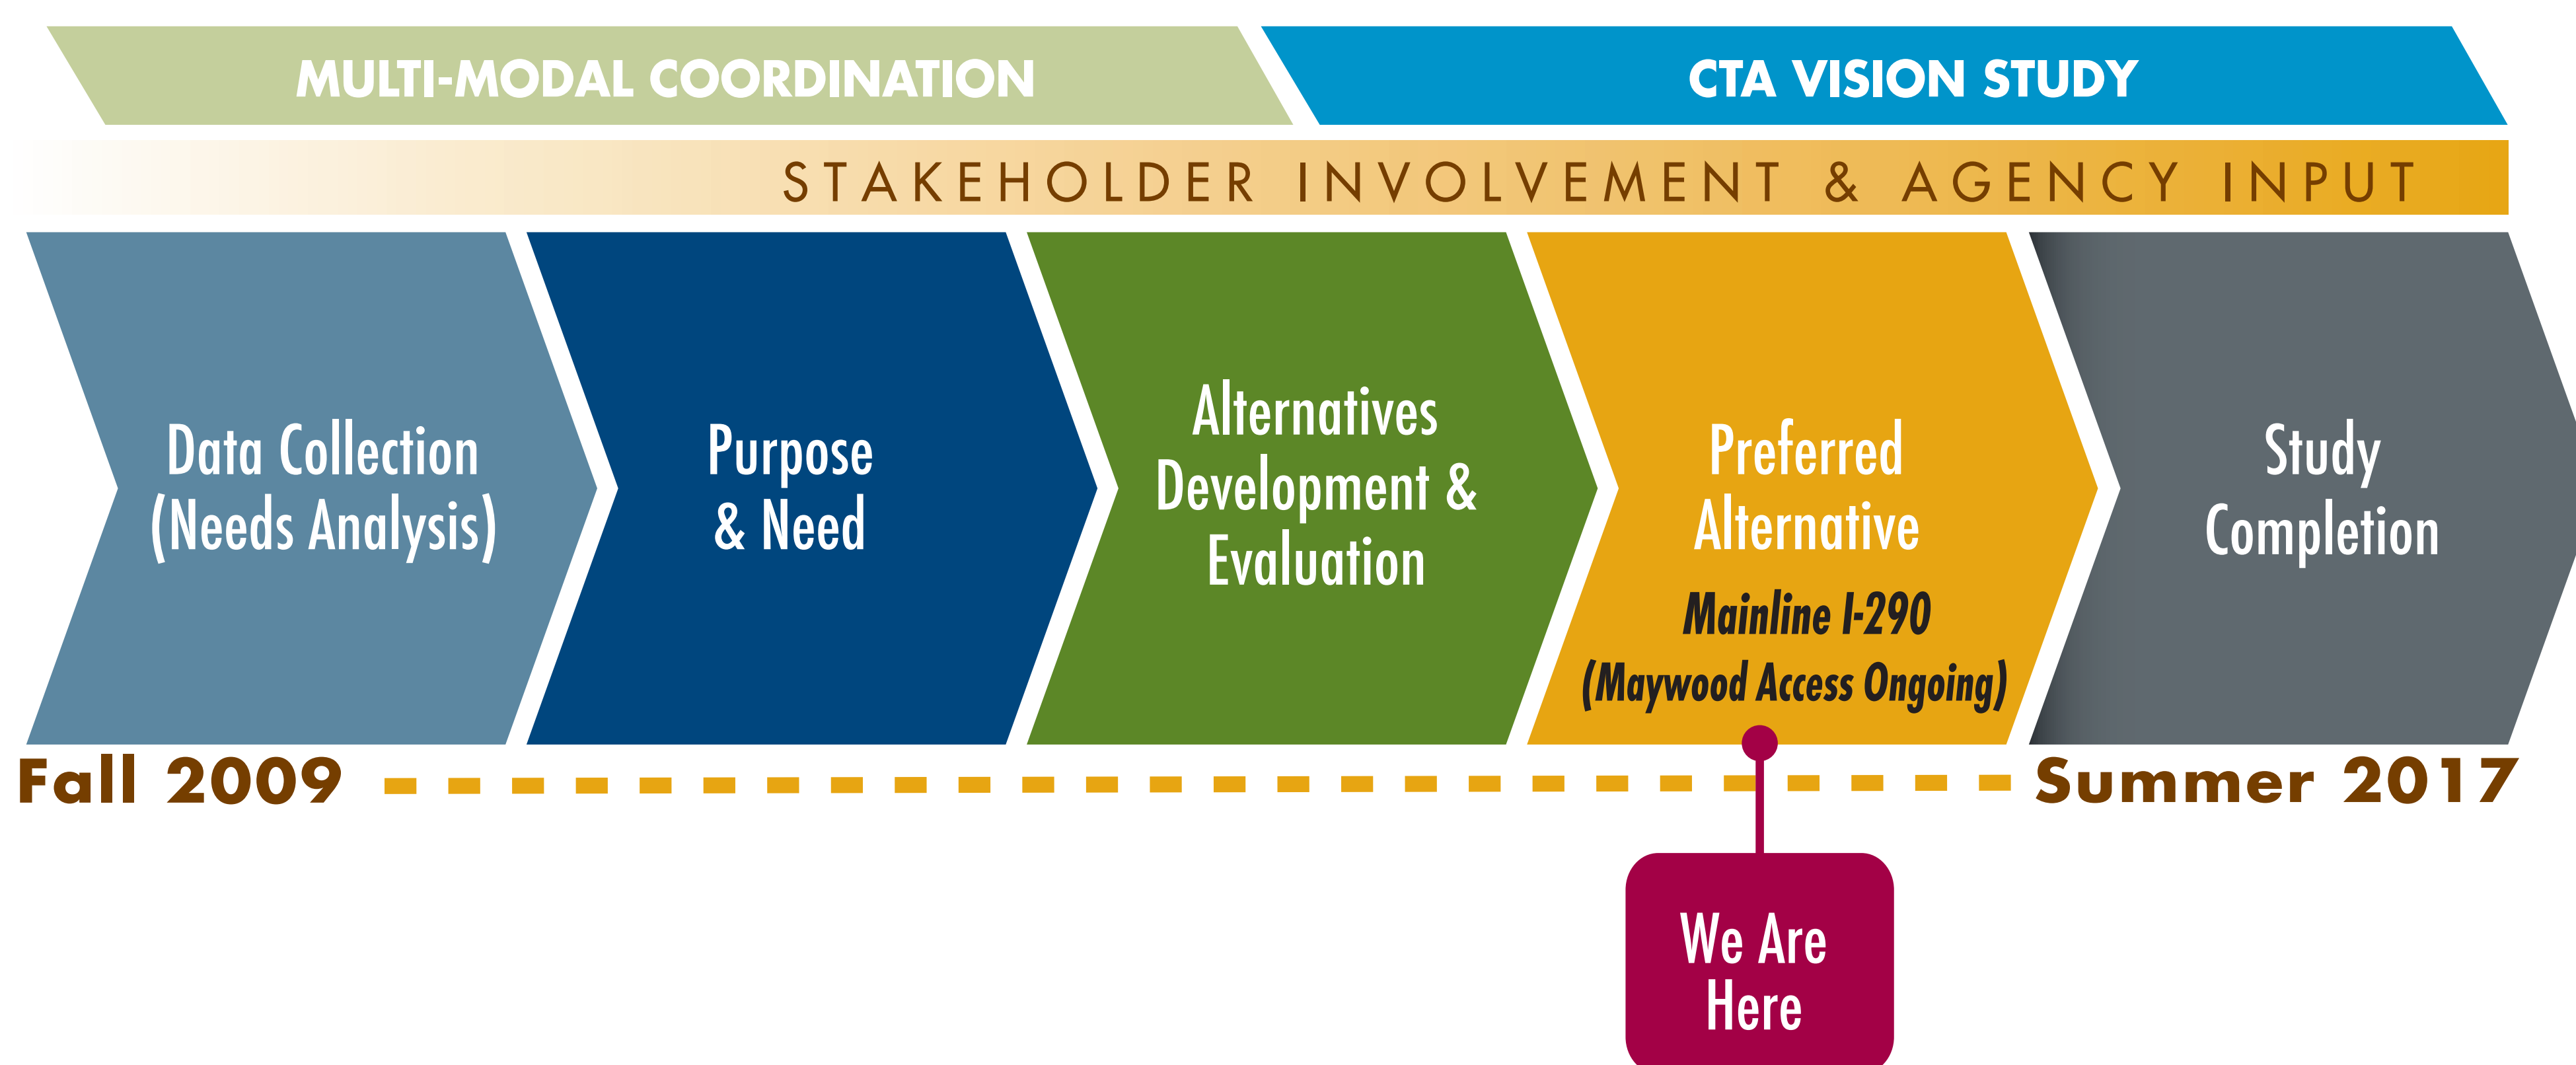 MULTI-MODAL COORDINATION
CTA VISION STUDY
STAKEHOLDER INVOLVEMENT & AGENCY INPUT
Data Collection
(Needs Analysis)
Purpose
& Need
Alternatives
Development &
Evaluation
Preferred
Alternative
Mainline I-290
(Maywood Access Ongoing)
Study
Completion
Fall 2009
Summer 2017
We Are
Here